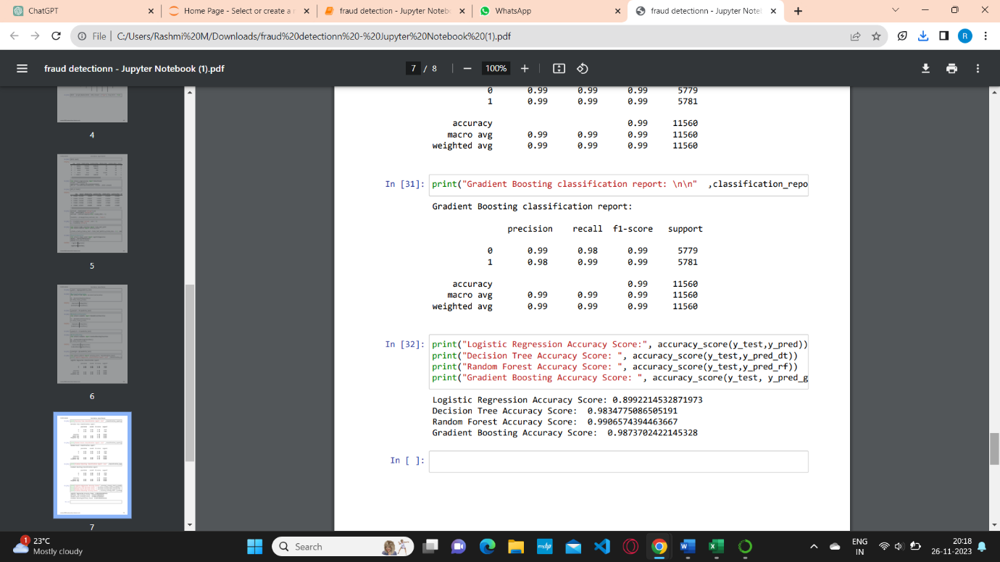 ChatGPT
Home Page - Select or create a n
fraud detection - Jupyter Notebo
WhatsApp
fraud detectionn - Jupyter Note
File | C:/Users/Rashmi%20M/Downloads/fraud%20detectionn%20-%20Jupyter%20Notebook%20(1).pdf
R
fraud detectionn - Jupyter Notebook (1).pdf
7 / 8
100%
4
5
6
7
0 0.99 0.99 0.99 5779
1 0.99 0.99 0.99 5781
accuracy 0.99 11560
macro avg 0.99 0.99 0.99 11560
weighted avg 0.99 0.99 0.99 11560
In [31]: print("Gradient Boosting classification report: \n\n" ,classification_repo
Gradient Boosting classification report:
precision recall f1-score support
0 0.99 0.98 0.99 5779
1 0.98 0.99 0.99 5781
accuracy 0.99 11560
macro avg 0.99 0.99 0.99 11560
weighted avg 0.99 0.99 0.99 11560
In [32]: print("Logistic Regression Accuracy Score:", accuracy_score(y_test,y_pred))
print("Decision Tree Accuracy Score: ", accuracy_score(y_test,y_pred_dt))
print("Random Forest Accuracy Score: ", accuracy_score(y_test,y_pred_rf))
print("Gradient Boosting Accuracy Score: ", accuracy_score(y_test, y_pred_g
Logistic Regression Accuracy Score: 0.8992214532871973
Decision Tree Accuracy Score: 0.9834775086505191
Random Forest Accuracy Score: 0.9906574394463667
Gradient Boosting Accuracy Score: 0.9873702422145328
In [ ]:
1
23°C
Mostly cloudy
Search
ENG
IN
20:18
26-11-2023